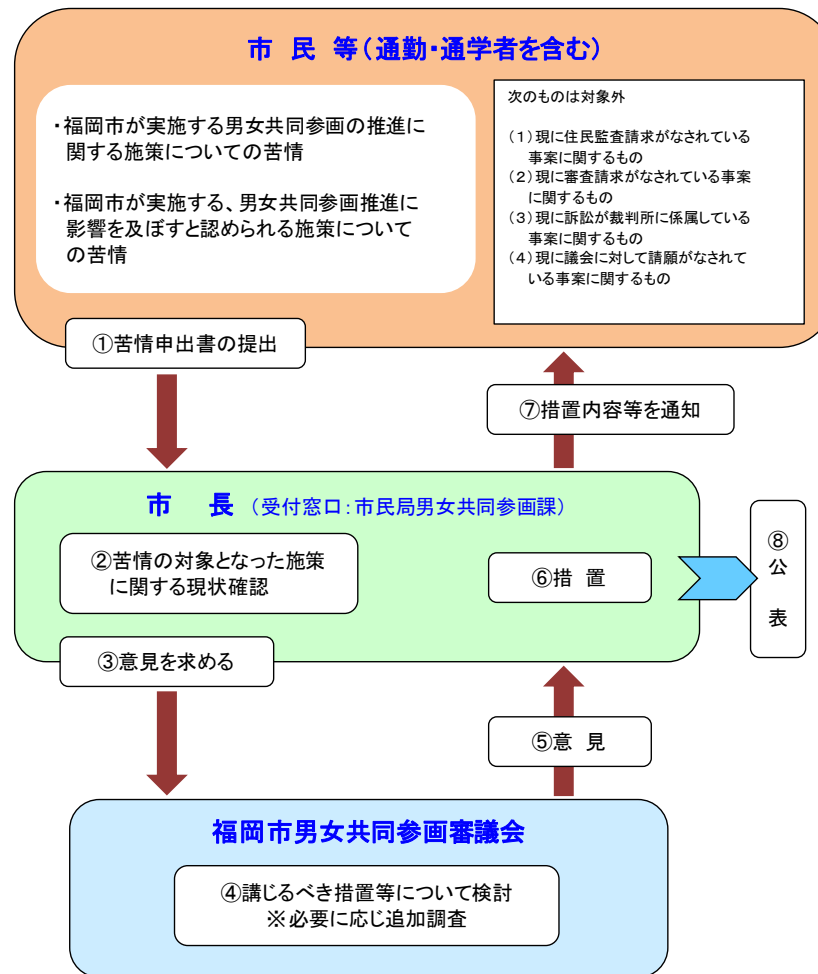 市 民 等(通勤・通学者を含む)
・福岡市が実施する男女共同参画の推進に
関する施策についての苦情
・福岡市が実施する、男女共同参画推進に
影響を及ぼすと認められる施策について
の苦情
次のものは対象外
(1)現に住民監査請求がなされている
事案に関するもの
(2)現に審査請求がなされている事案
に関するもの
(3)現に訴訟が裁判所に係属している
事案に関するもの
(4)現に議会に対して請願がなされて
いる事案に関するもの
①苦情申出書の提出
⑦措置内容等を通知
市 長 (受付窓口:市民局男女共同参画課)
②苦情の対象となった施策
に関する現状確認
⑥措 置
⑧
公
表
③意見を求める
⑤意 見
福岡市男女共同参画審議会
④講じるべき措置等について検討
※必要に応じ追加調査